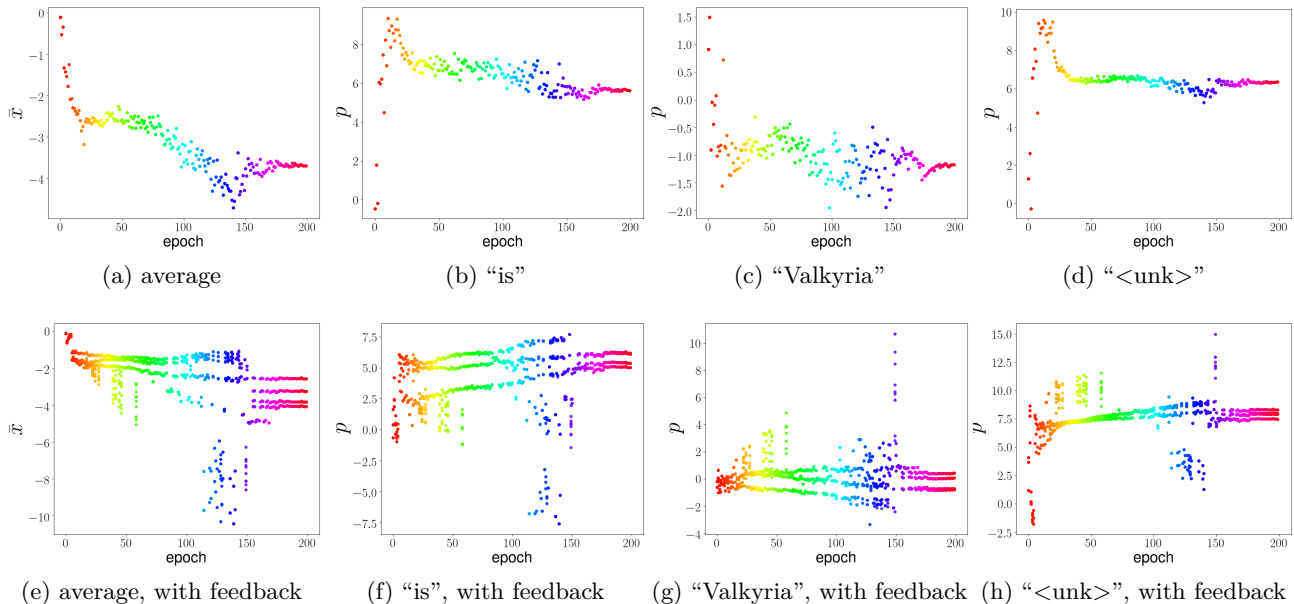 0
−1
−2
−3
−4
x̄
0 50 100 150 200
epoch
(a) average
8
6
4
2
0
p
0 50 100 150 200
epoch
(b) “is”
1.5
1.0
0.5
0.0
−0.5
−1.0
−1.5
−2.0
p
0 50 100 150 200
epoch
(c) “Valkyria”
10
8
6
4
2
0
p
0 50 100 150 200
epoch
(d) “<unk>”
0
−2
−4
−6
−8
−10
x̄
0 50 100 150 200
epoch
(e) average, with feedback
7.5
5.0
2.5
0.0
−2.5
−5.0
−7.5
p
0 50 100 150 200
epoch
(f) “is”, with feedback
10
8
6
4
2
0
−2
−4
p
0 50 100 150 200
epoch
(g) “Valkyria”, with feedback
15.0
12.5
10.0
7.5
5.0
2.5
0.0
−2.5
p
0 50 100 150 200
epoch
(h) “<unk>”, with feedback